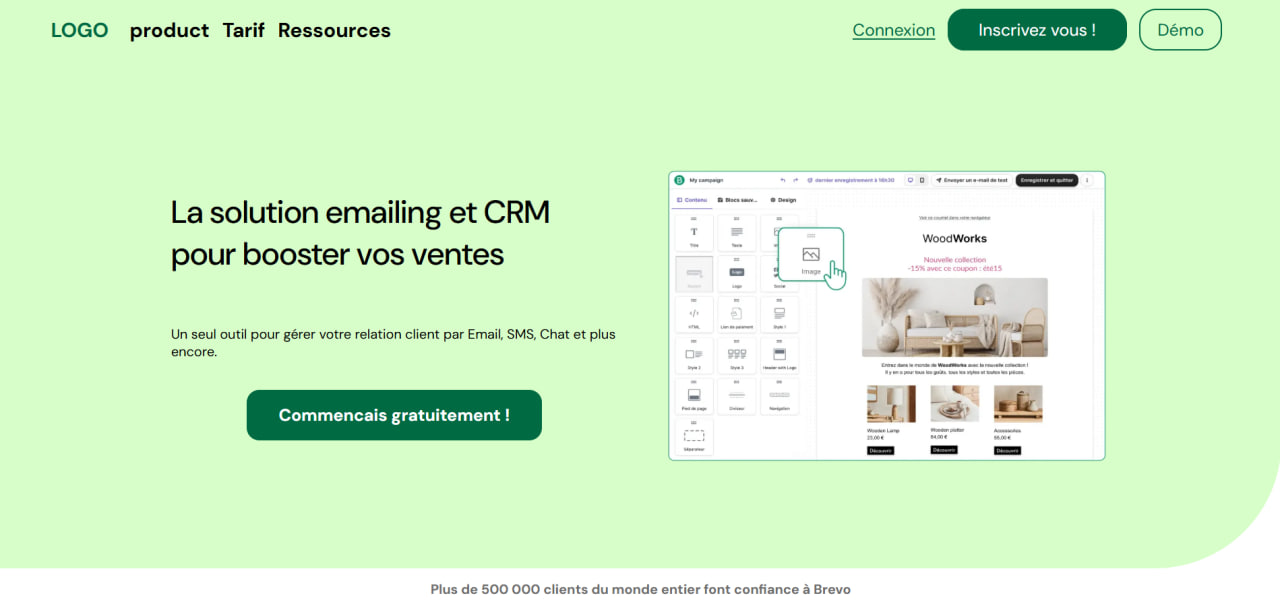 LOGO product Tarif Ressources Connexion Inscrivez vous ! Démo
La solution emailing et CRM
pour booster vos ventes
Un seul outil pour gérer votre relation client par Email, SMS, Chat et plus
encore.
Commencais gratuitement !
B My campaign dernier enregistrement à 16h30 Envoyer un e-mail de test Enregistrer et quitter
Contenu Blocs sauv... Design
Voir ce courriel dans votre navigateur
Titre Texte
WoodWorks
Image
Nouvelle collection
-15% avec ce coupon : été15
Logo
Logo Social
HTML Lien de paiement Style 1
Style 2 Style 3 Header with Logo
Entrez dans le monde de WoodWorks avec la nouvelle collection !
Il y en a pour tous les goûts, tous les styles et toutes les pièces.
Pied de page Diviseur Navigation
Wooden Lamp Wooden platter Accessories
23,00 € 54,00 € 55,00 €
Découvrir Découvrir Découvrir
Plus de 500 000 clients du monde entier font confiance à Brevo